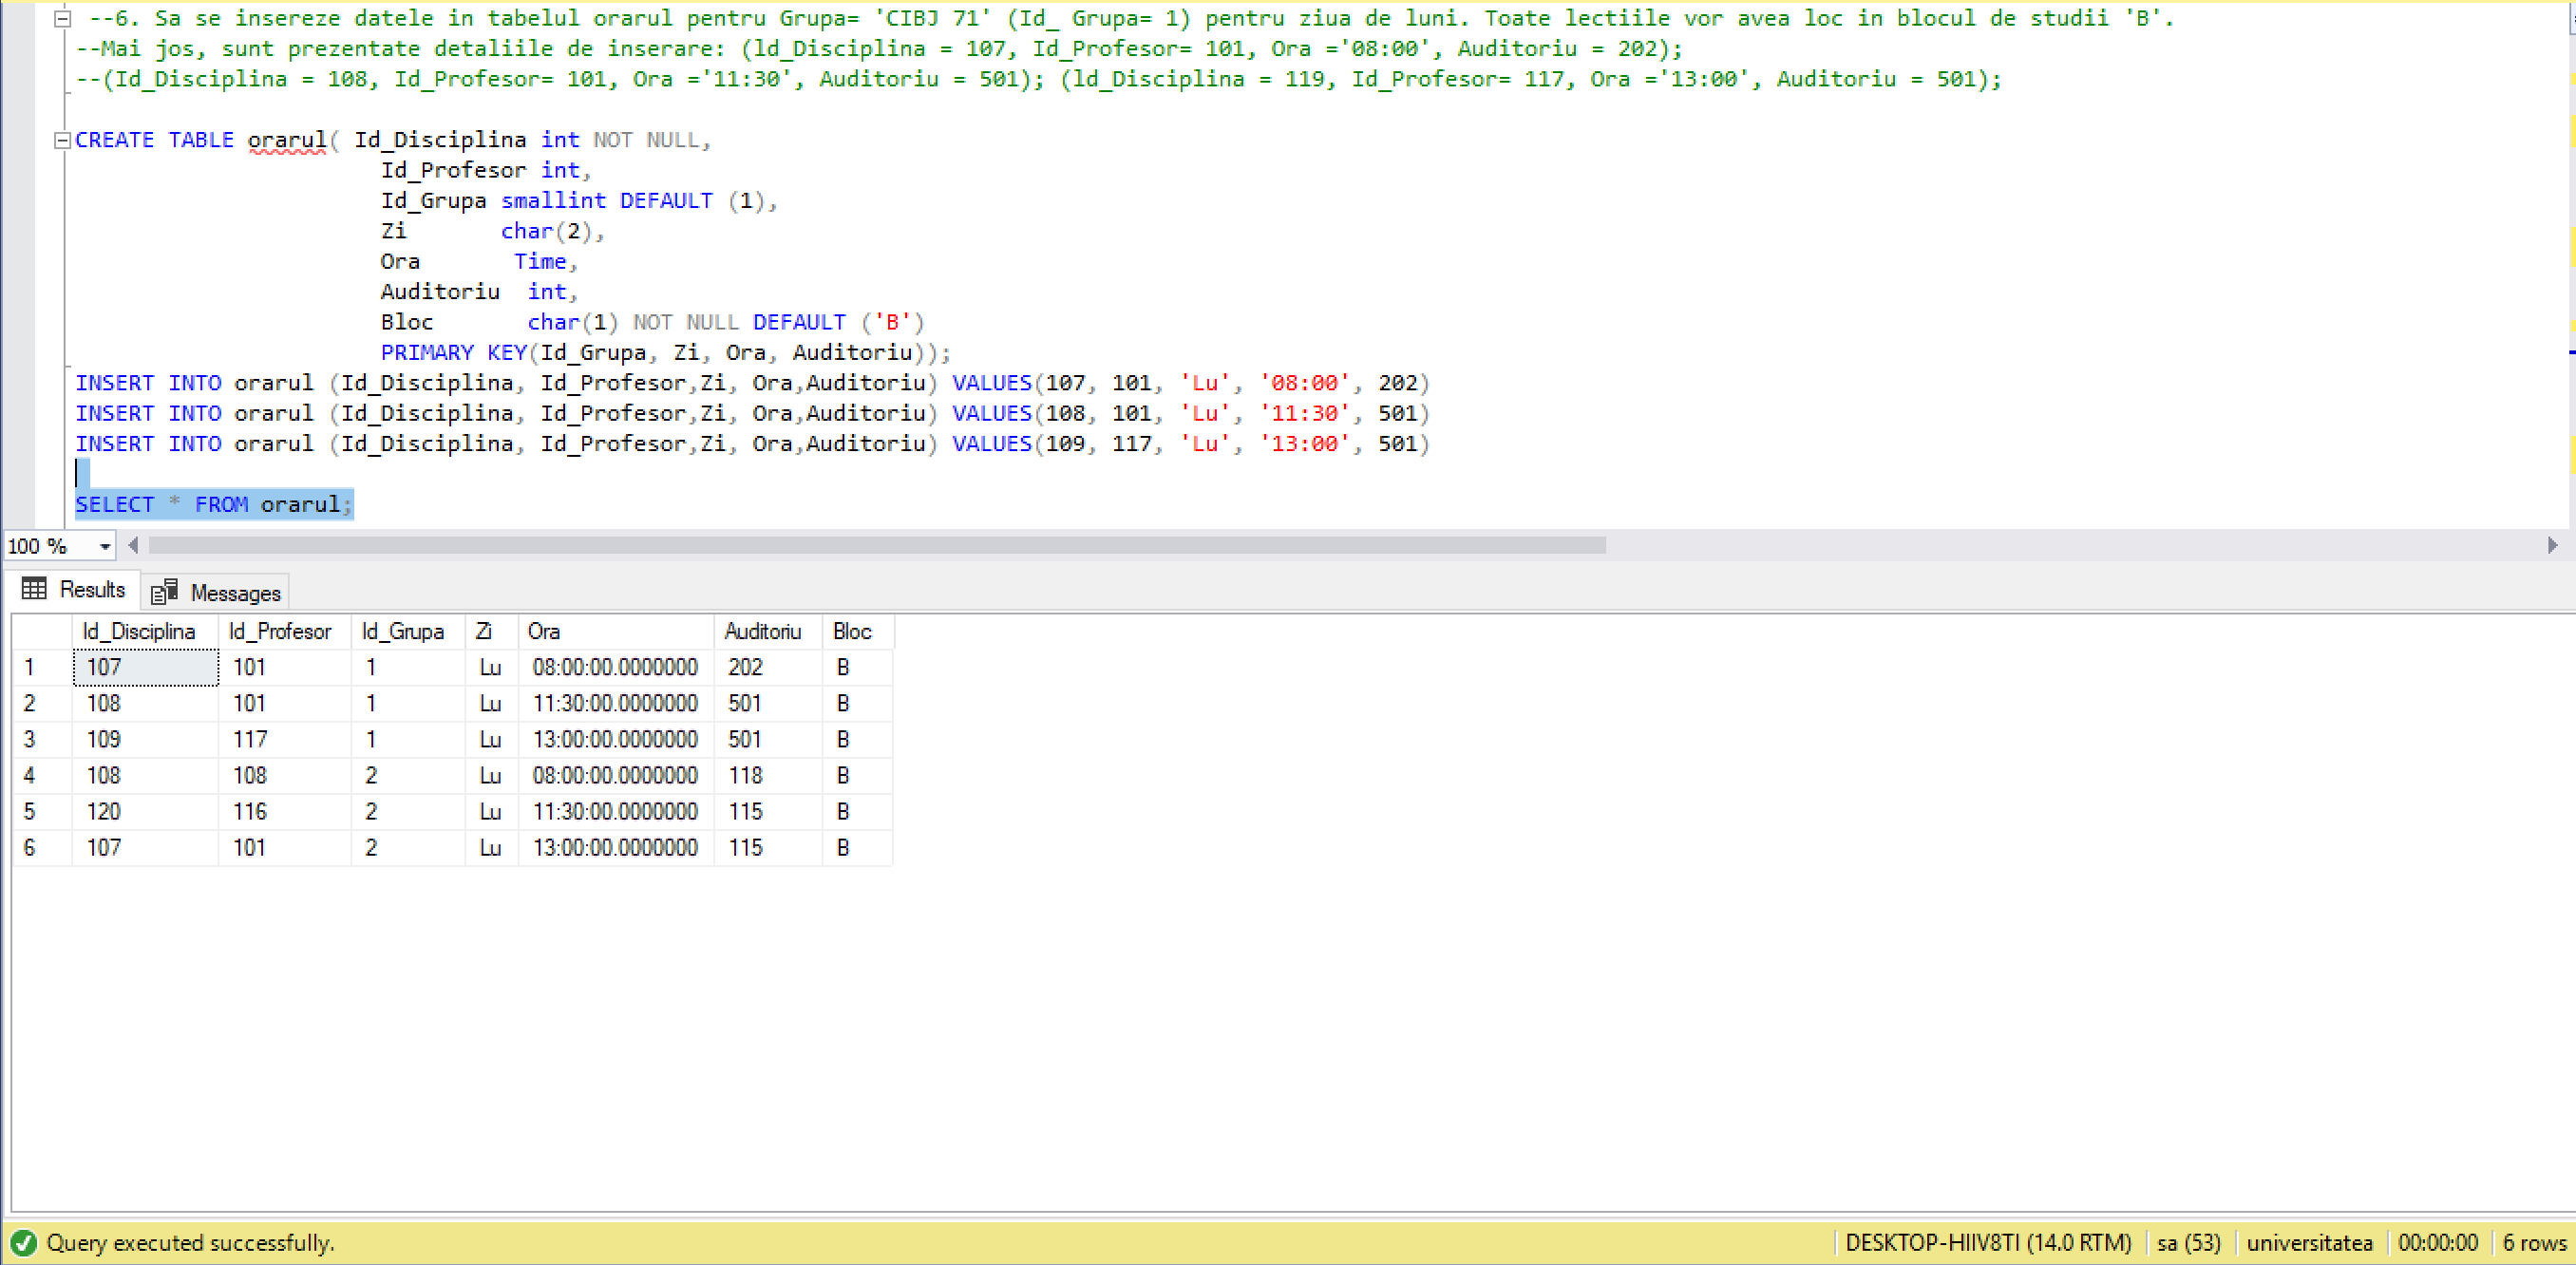 --6. Sa se insereze datele in tabelul orarul pentru Grupa= 'CIBJ 71' (Id_ Grupa= 1) pentru ziua de luni. Toate lectiile vor avea loc in blocul de studii 'B'.
--Mai jos, sunt prezentate detaliile de inserare: (ld_Disciplina = 107, Id_Profesor= 101, Ora ='08:00', Auditoriu = 202);
--(Id_Disciplina = 108, Id_Profesor= 101, Ora ='11:30', Auditoriu = 501); (ld_Disciplina = 119, Id_Profesor= 117, Ora ='13:00', Auditoriu = 501);
CREATE TABLE orarul( Id_Disciplina int NOT NULL,
Id_Profesor int,
Id_Grupa smallint DEFAULT (1),
Zi char(2),
Ora Time,
Auditoriu int,
Bloc char(1) NOT NULL DEFAULT ('B')
PRIMARY KEY(Id_Grupa, Zi, Ora, Auditoriu));
INSERT INTO orarul (Id_Disciplina, Id_Profesor,Zi, Ora,Auditoriu) VALUES(107, 101, 'Lu', '08:00', 202)
INSERT INTO orarul (Id_Disciplina, Id_Profesor,Zi, Ora,Auditoriu) VALUES(108, 101, 'Lu', '11:30', 501)
INSERT INTO orarul (Id_Disciplina, Id_Profesor,Zi, Ora,Auditoriu) VALUES(109, 117, 'Lu', '13:00', 501)
SELECT * FROM orarul;
100 %
Results Messages
Id_Disciplina Id_Profesor Id_Grupa Zi Ora Auditoriu Bloc
1 107 101 1 Lu 08:00:00.0000000 202 B
2 108 101 1 Lu 11:30:00.0000000 501 B
3 109 117 1 Lu 13:00:00.0000000 501 B
4 108 108 2 Lu 08:00:00.0000000 118 B
5 120 116 2 Lu 11:30:00.0000000 115 B
6 107 101 2 Lu 13:00:00.0000000 115 B
Query executed successfully. DESKTOP-HIIV8TI (14.0 RTM) sa (53) universitatea 00:00:00 6 rows